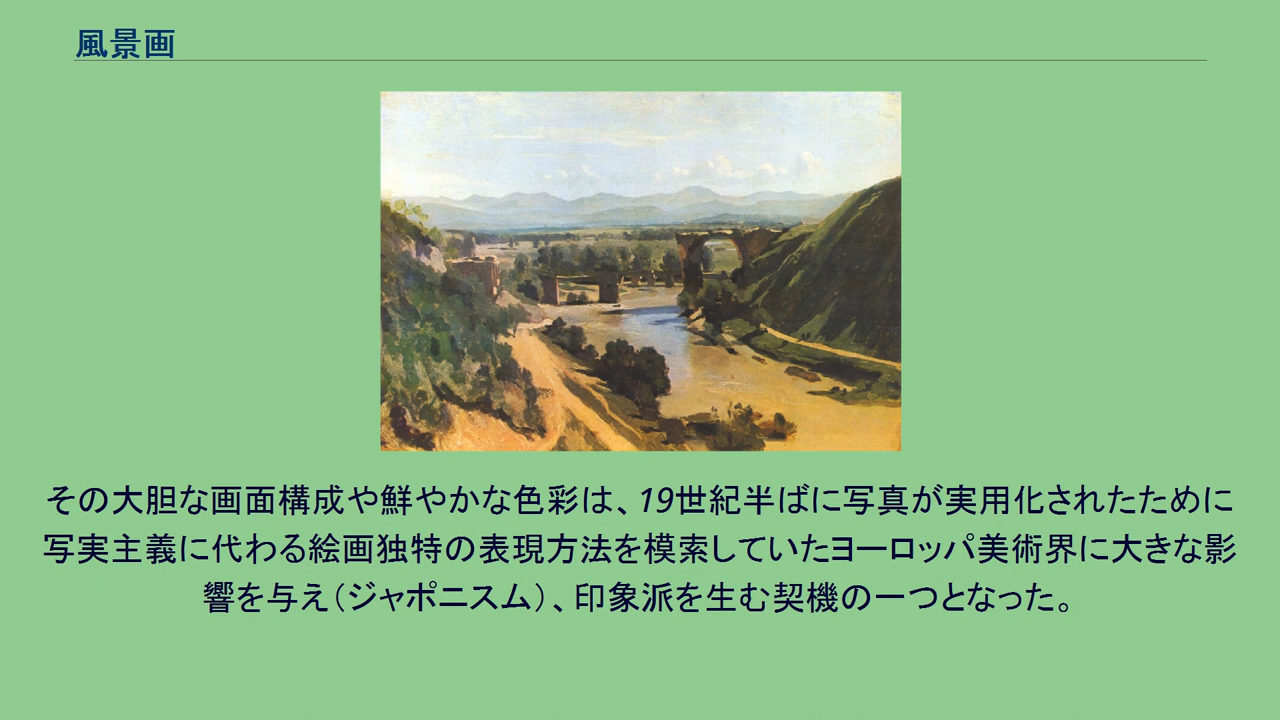 風景画
その大胆な画面構成や鮮やかな色彩は、19世紀半ばに写真が実用化されたために
写実主義に代わる絵画独特の表現方法を模索していたヨーロッパ美術界に大きな影
響を与え（ジャポニスム）、印象派を生む契機の一つとなった。